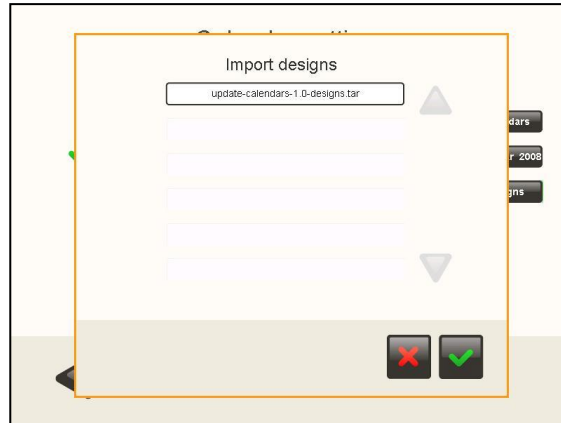 Import designs
update-calendars-1.0-designs.tar
dars
r 2008
gns